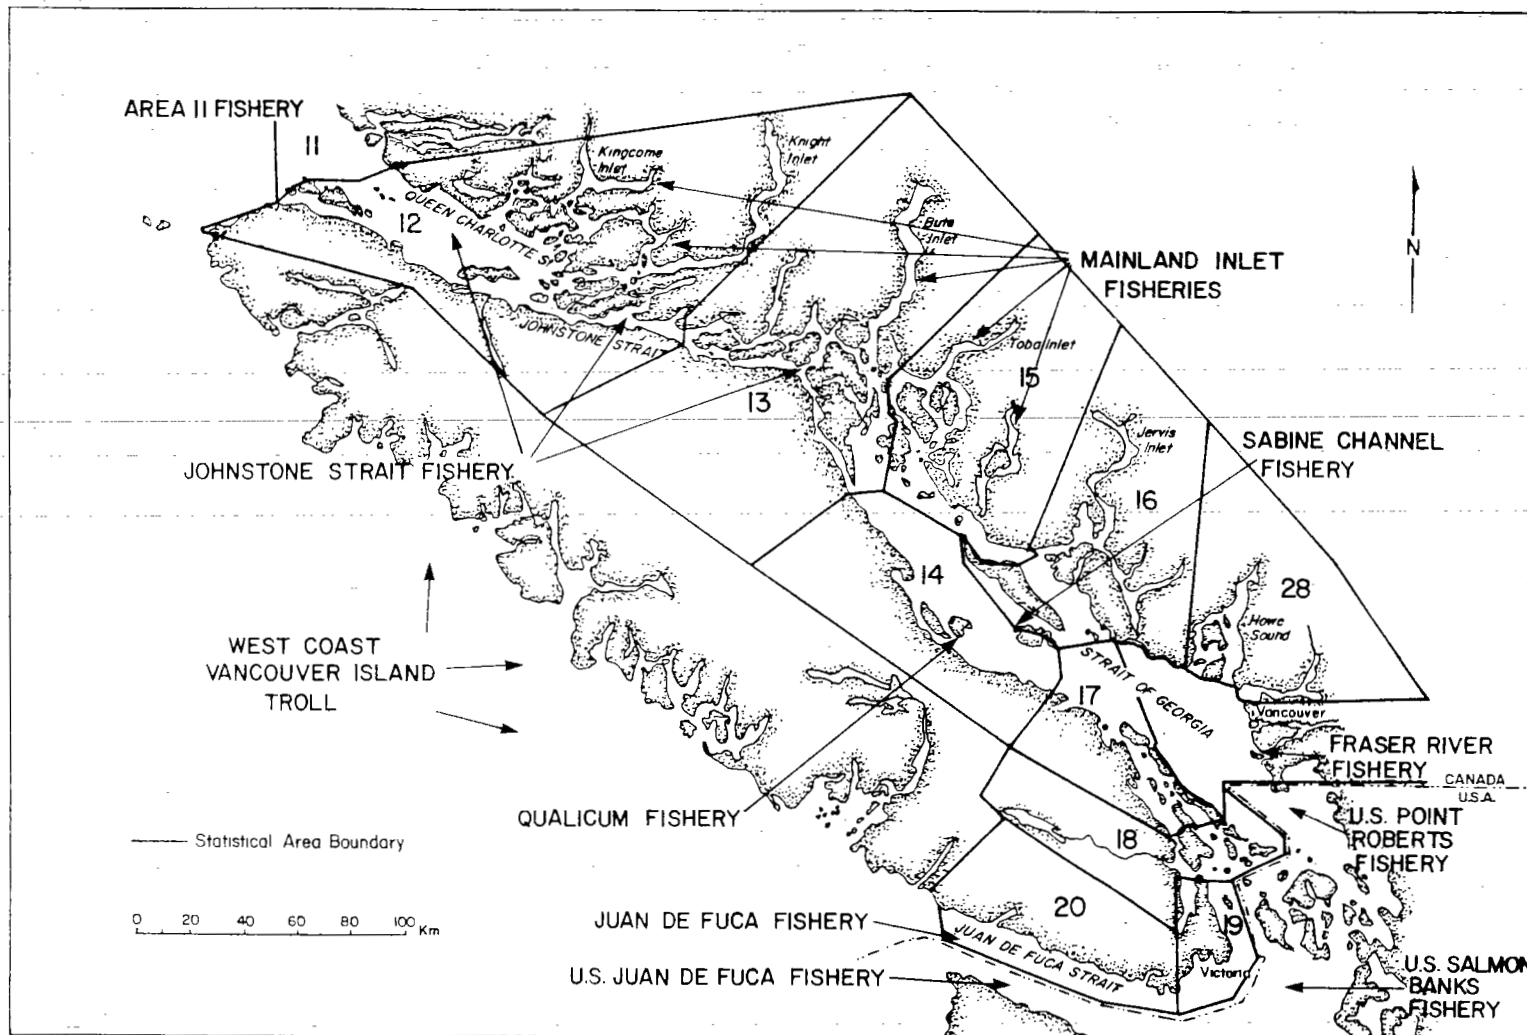 AREA 11 FISHERY
11
Kingcome
Inlet
Knight
Inlet
12
QUEEN CHARLOTTE ST
Bute
Inlet
N
MAINLAND INLET
FISHERIES
JOHNSTONE STRAIT
Toba Inlet
15
13
Jervis
Inlet
SABINE CHANNEL
FISHERY
JOHNSTONE STRAIT FISHERY
16
14
28
Howe
Sound
WEST COAST
VANCOUVER ISLAND
TROLL
STRAIT OF GEORGIA
17
Vancouver
FRASER RIVER
FISHERY
CANADA
U.S.A.
QUALICUM FISHERY
U.S. POINT
ROBERTS
FISHERY
18
Statistical Area Boundary
20
19
0 20 40 60 80 100 Km
JUAN DE FUCA FISHERY
JUAN DE FUCA STRAIT
Victoria
U.S. JUAN DE FUCA FISHERY
U.S. SALMON
BANKS
FISHERY